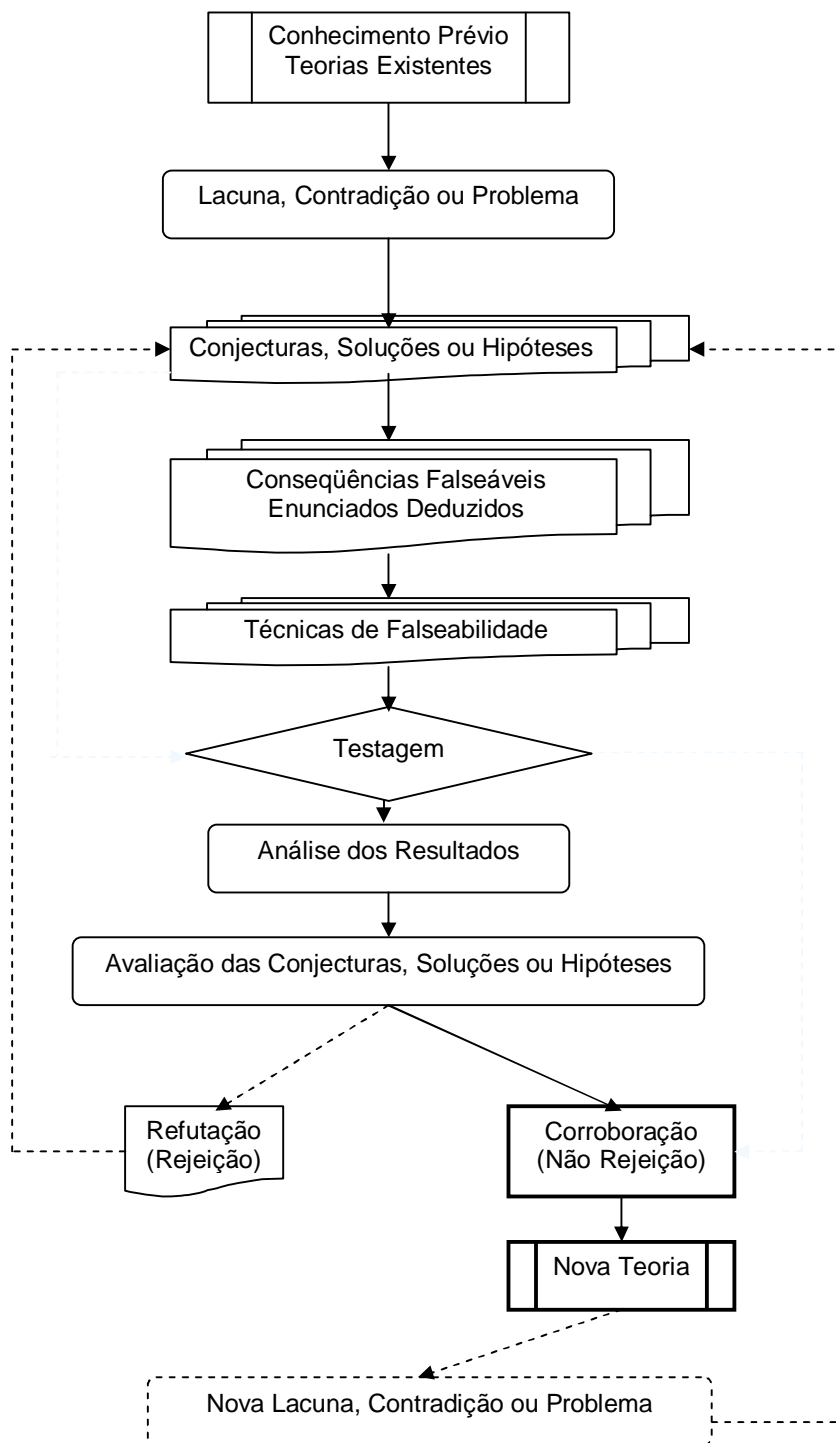 Conhecimento Prévio
Teorias Existentes
Lacuna, Contradição ou Problema
Conjecturas, Soluções ou Hipóteses
Conseqüências Falseáveis
Enunciados Deduzidos
Técnicas de Falseabilidade
Testagem
Análise dos Resultados
Avaliação das Conjecturas, Soluções ou Hipóteses
Refutação
(Rejeição)
Corroboração
(Não Rejeição)
Nova Teoria
Nova Lacuna, Contradição ou Problema